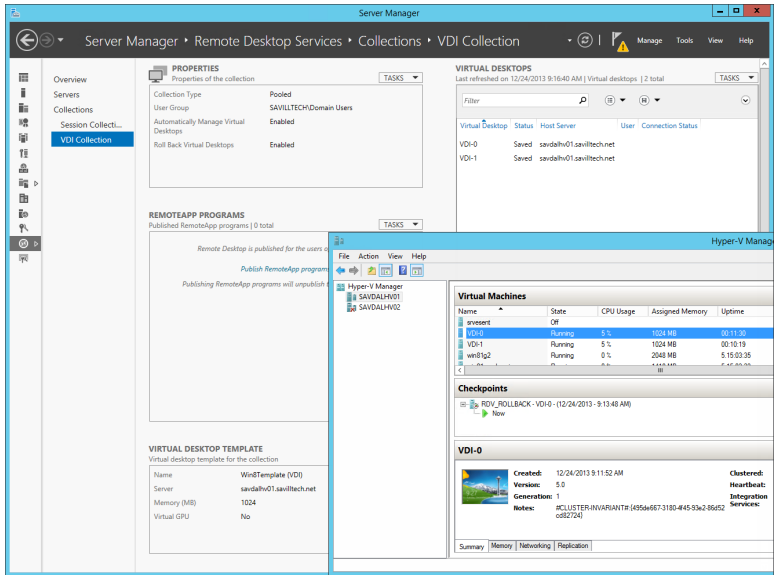 Server Manager
Server Manager ‣ Remote Desktop Services ‣ Collections ‣ VDI Collection
Manage Tools View Help
Overview
Servers
Collections
Session Collecti...
VDI Collection
PROPERTIES
Properties of the collection
TASKS
Collection Type Pooled
User Group SAVILLTECH\Domain Users
Automatically Manage Virtual Desktops Enabled
Roll Back Virtual Desktops Enabled
VIRTUAL DESKTOPS
Last refreshed on 12/24/2013 9:16:40 AM | Virtual desktops | 2 total
TASKS
Filter
Virtual Desktop Status Host Server User Connection Status
VDI-0 Saved savdalhv01.savilltech.net
VDI-1 Saved savdalhv01.savilltech.net
REMOTEAPP PROGRAMS
Published RemoteApp programs | 0 total
TASKS
Remote Desktop is published for the users o
Publish RemoteApp program
Publishing RemoteApp programs will unpublish t
VIRTUAL DESKTOP TEMPLATE
Virtual desktop template for the collection
Name Win8Template (VDI)
Server savdalhv01.savilltech.net
Memory (MB) 1024
Virtual GPU No
Hyper-V Manag
File Action View Help
Hyper-V Manager
SAVDALHV01
SAVDALHV02
Virtual Machines
Name State CPU Usage Assigned Memory Uptime
srvesent Off
VDI-0 Running 5 % 1024 MB 00:11:30
VDI-1 Running 5 % 1024 MB 00:10:19
win81g2 Running 0 % 2048 MB 5.15:03:35
Checkpoints
RDV_ROLLBACK - VDI-0 - (12/24/2013 - 9:13:48 AM)
Now
VDI-0
Created: 12/24/2013 9:11:52 AM Clustered:
Version: 5.0 Heartbeat:
Generation: 1 Integration
Services:
Notes: #CLUSTER-INVARIANT#:{495de667-3180-4f45-93e2-86d52
cd82724}
Summary Memory Networking Replication